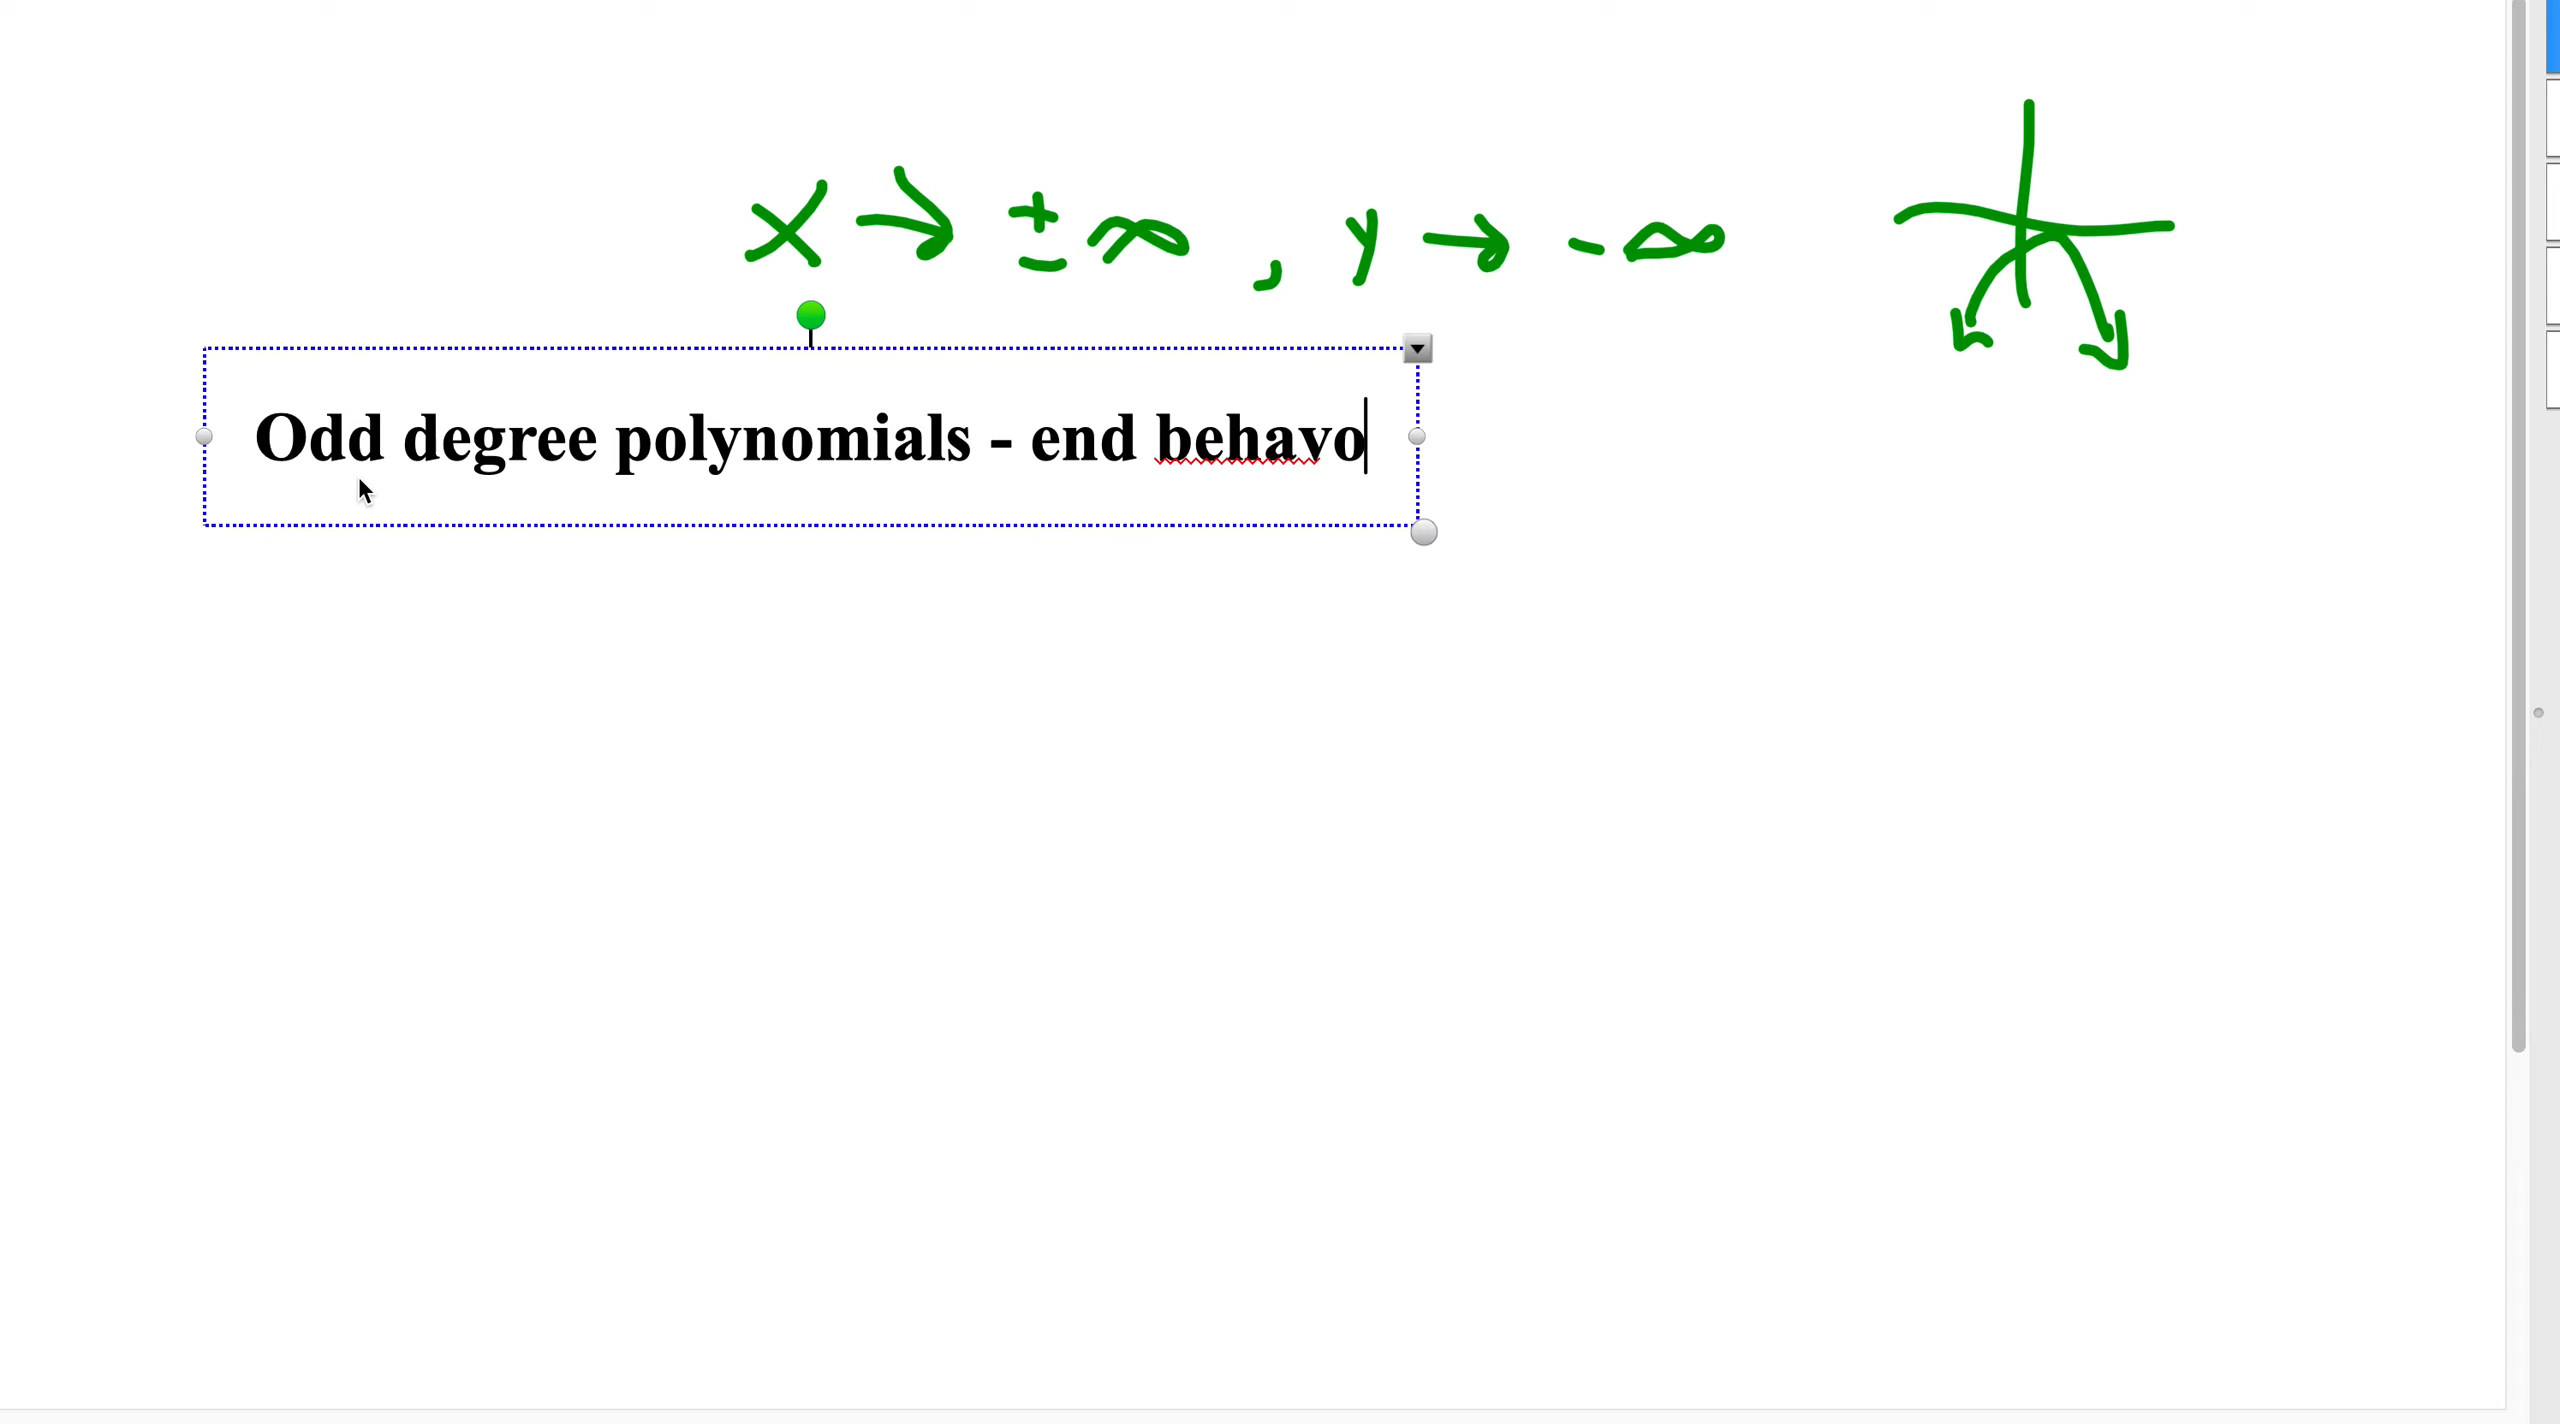 x → ± ∞ , y → - ∞
Odd degree polynomials - end behavo